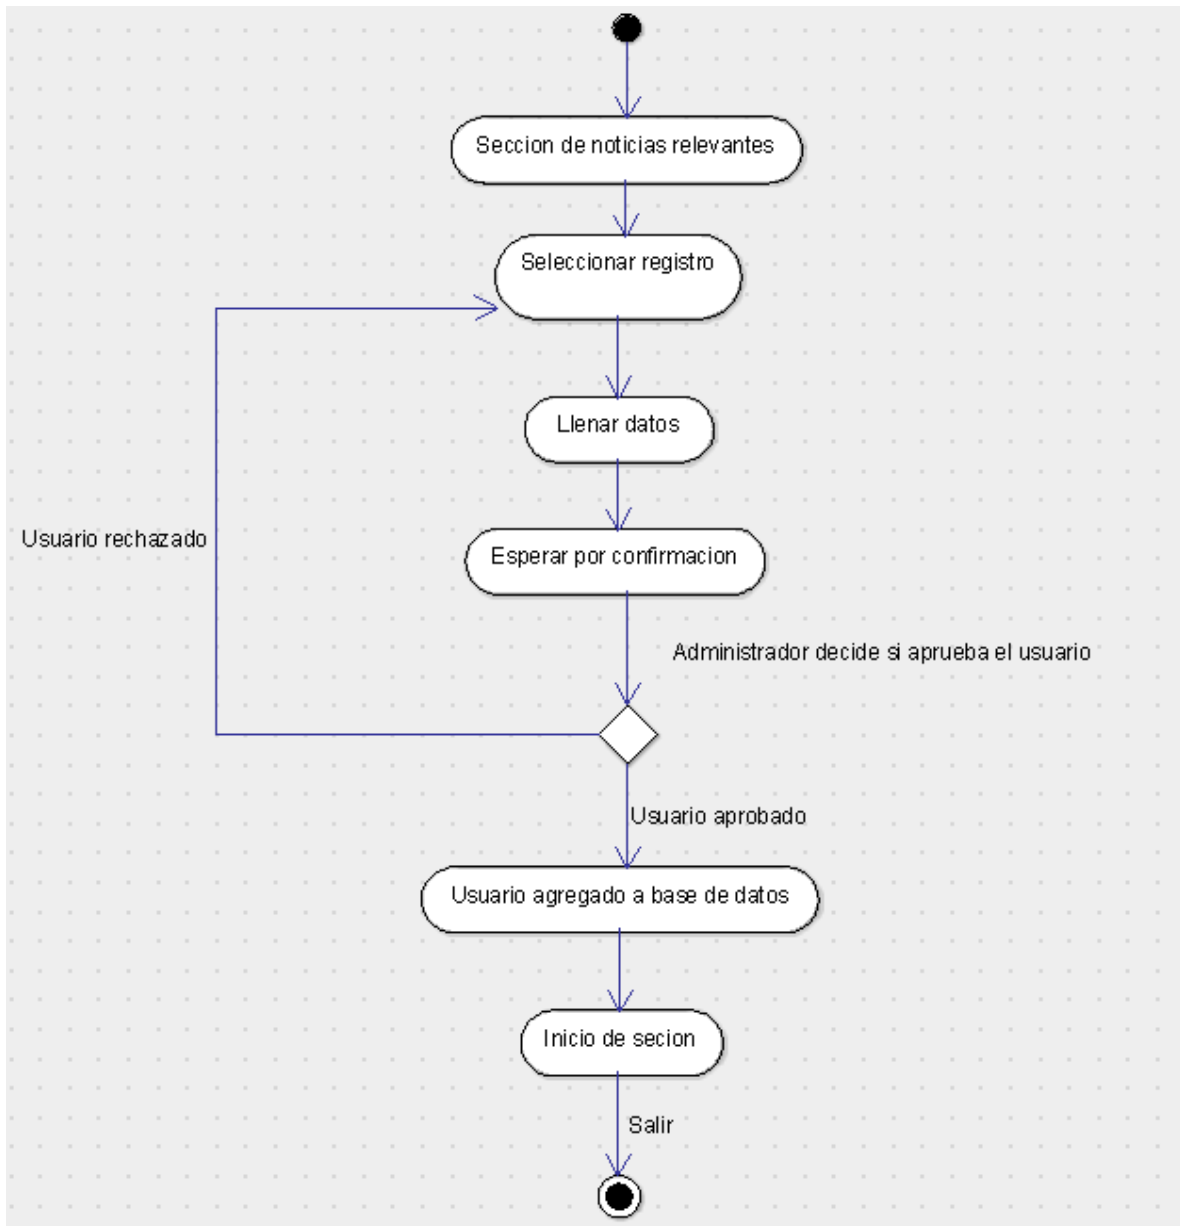 Seccion de noticias relevantes
Seleccionar registro
Llenar datos
Usuario rechazado
Esperar por confirmacion
Administrador decide si aprueba el usuario
Usuario aprobado
Usuario agregado a base de datos
Inicio de secion
Salir